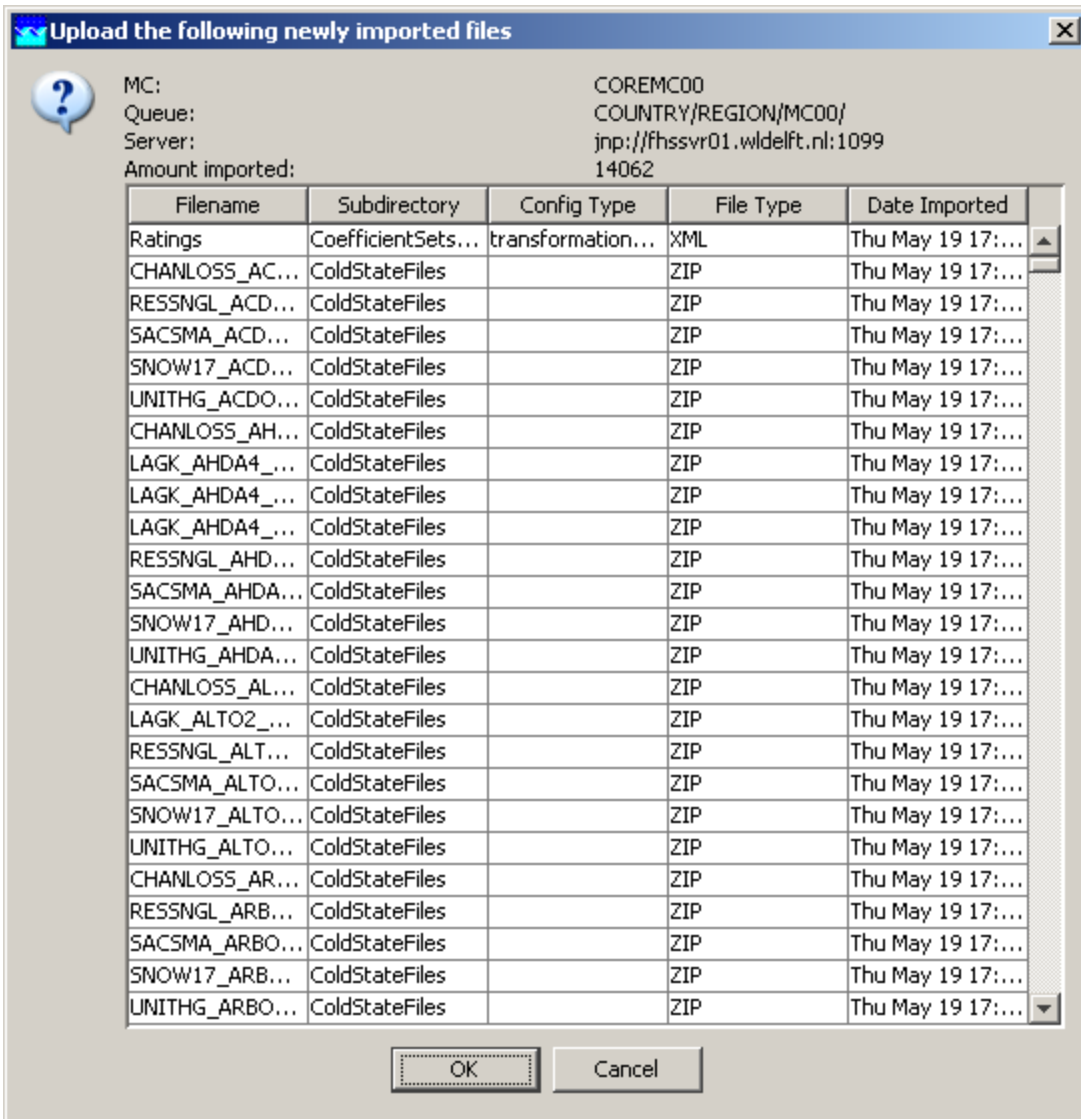 Upload the following newly imported files
MC: COREMC00
Queue: COUNTRY/REGION/MC00/
Server: jnp://fhssvr01.wldelft.nl:1099
Amount imported: 14062
Filename Subdirectory Config Type File Type Date Imported
Ratings CoefficientSets... transformation... XML Thu May 19 17:...
CHANLOSS_AC... ColdStateFiles ZIP Thu May 19 17:...
RESSNGL_ACD... ColdStateFiles ZIP Thu May 19 17:...
SACSMA_ACD... ColdStateFiles ZIP Thu May 19 17:...
SNOW17_ACD... ColdStateFiles ZIP Thu May 19 17:...
UNITHG_ACDO... ColdStateFiles ZIP Thu May 19 17:...
CHANLOSS_AH... ColdStateFiles ZIP Thu May 19 17:...
LAGK_AHDA4_... ColdStateFiles ZIP Thu May 19 17:...
LAGK_AHDA4_... ColdStateFiles ZIP Thu May 19 17:...
LAGK_AHDA4_... ColdStateFiles ZIP Thu May 19 17:...
RESSNGL_AHD... ColdStateFiles ZIP Thu May 19 17:...
SACSMA_AHDA... ColdStateFiles ZIP Thu May 19 17:...
SNOW17_AHD... ColdStateFiles ZIP Thu May 19 17:...
UNITHG_AHDA... ColdStateFiles ZIP Thu May 19 17:...
CHANLOSS_AL... ColdStateFiles ZIP Thu May 19 17:...
LAGK_ALTO2_... ColdStateFiles ZIP Thu May 19 17:...
RESSNGL_ALT... ColdStateFiles ZIP Thu May 19 17:...
SACSMA_ALTO... ColdStateFiles ZIP Thu May 19 17:...
SNOW17_ALTO... ColdStateFiles ZIP Thu May 19 17:...
UNITHG_ALTO... ColdStateFiles ZIP Thu May 19 17:...
CHANLOSS_AR... ColdStateFiles ZIP Thu May 19 17:...
RESSNGL_ARB... ColdStateFiles ZIP Thu May 19 17:...
SACSMA_ARBO... ColdStateFiles ZIP Thu May 19 17:...
SNOW17_ARB... ColdStateFiles ZIP Thu May 19 17:...
UNITHG_ARBO... ColdStateFiles ZIP Thu May 19 17:...
OK Cancel